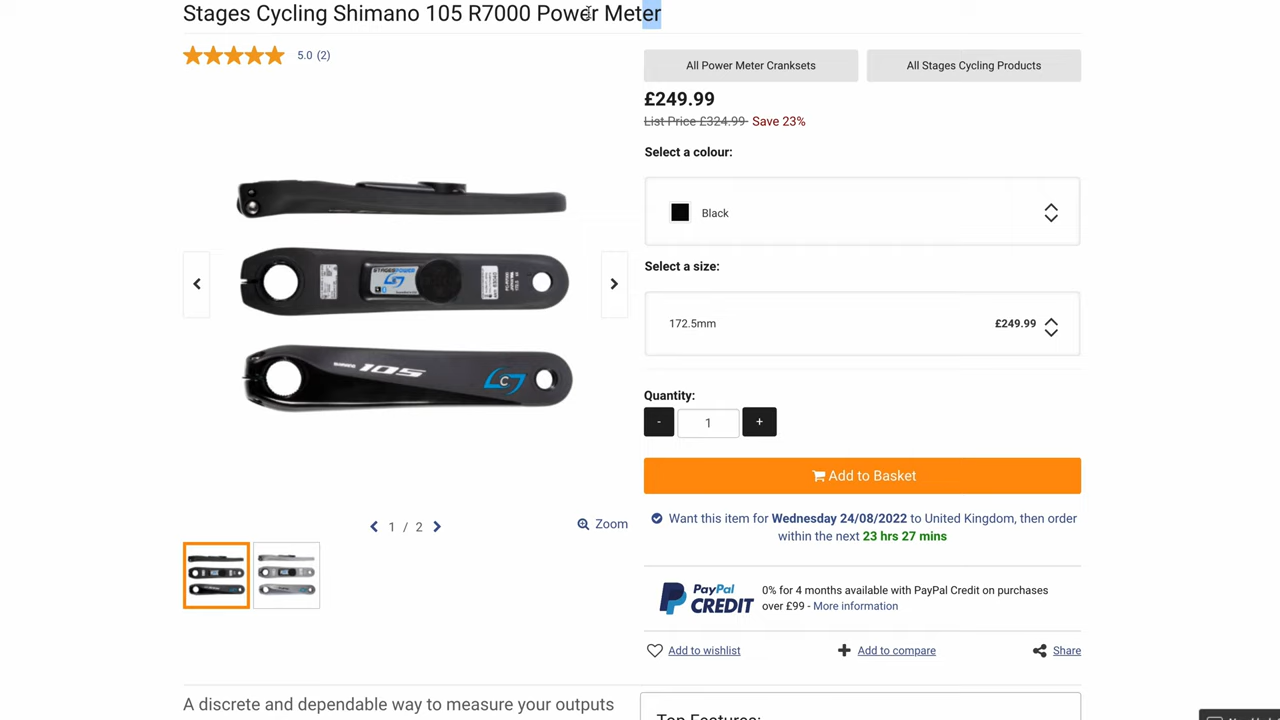 Stages Cycling Shimano 105 R7000 Power Meter
5.0 (2)
All Power Meter Cranksets
All Stages Cycling Products
£249.99
List Price £324.99 Save 23%
Select a colour:
Black
Select a size:
172.5mm £249.99
Quantity:
- 1 +
Add to Basket
Want this item for Wednesday 24/08/2022 to United Kingdom, then order
within the next 23 hrs 27 mins
PayPal
CREDIT
0% for 4 months available with PayPal Credit on purchases
over £99 - More information
Add to wishlist
Add to compare
Share
STAGES POWER
SHIMANO 105
1 / 2
Zoom
A discrete and dependable way to measure your outputs
Top Features: